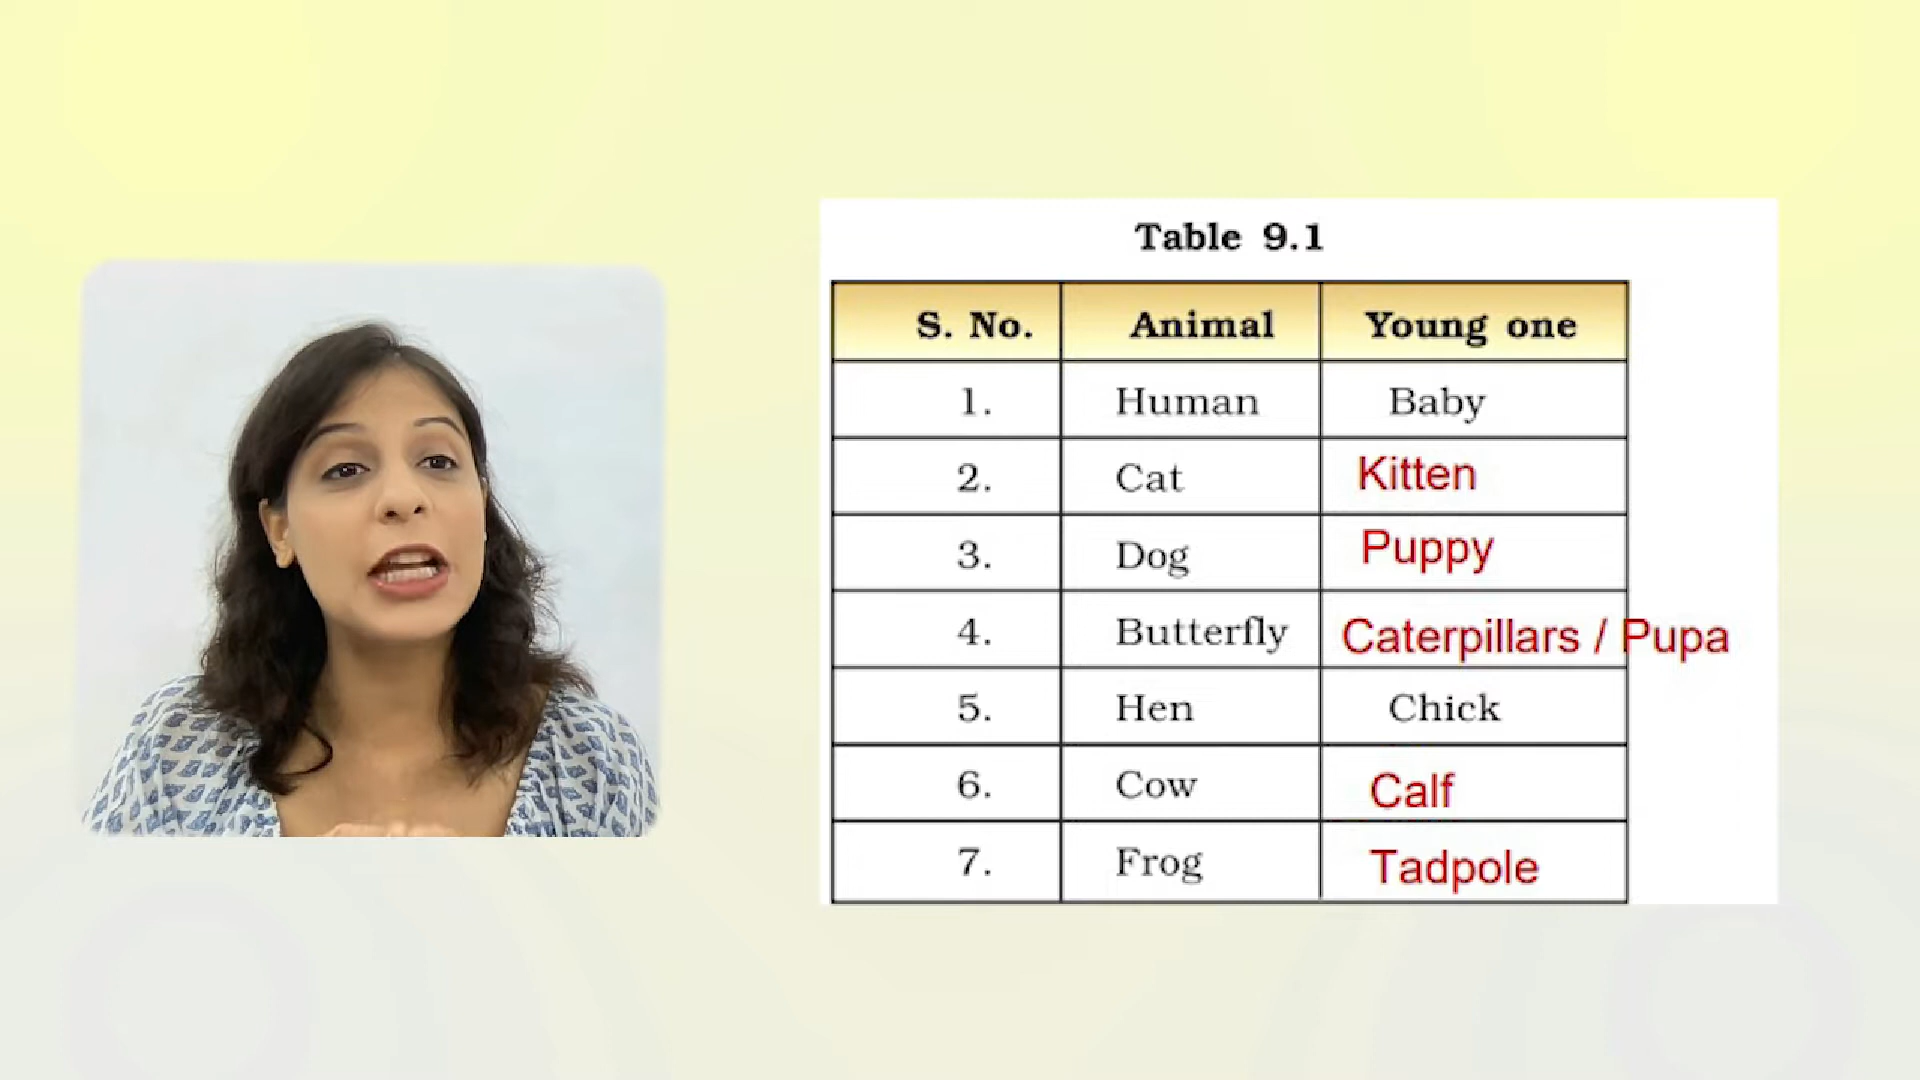 Table 9.1
S. No. Animal Young one
1. Human Baby
2. Cat Kitten
3. Dog Puppy
4. Butterfly Caterpillars / Pupa
5. Hen Chick
6. Cow Calf
7. Frog Tadpole